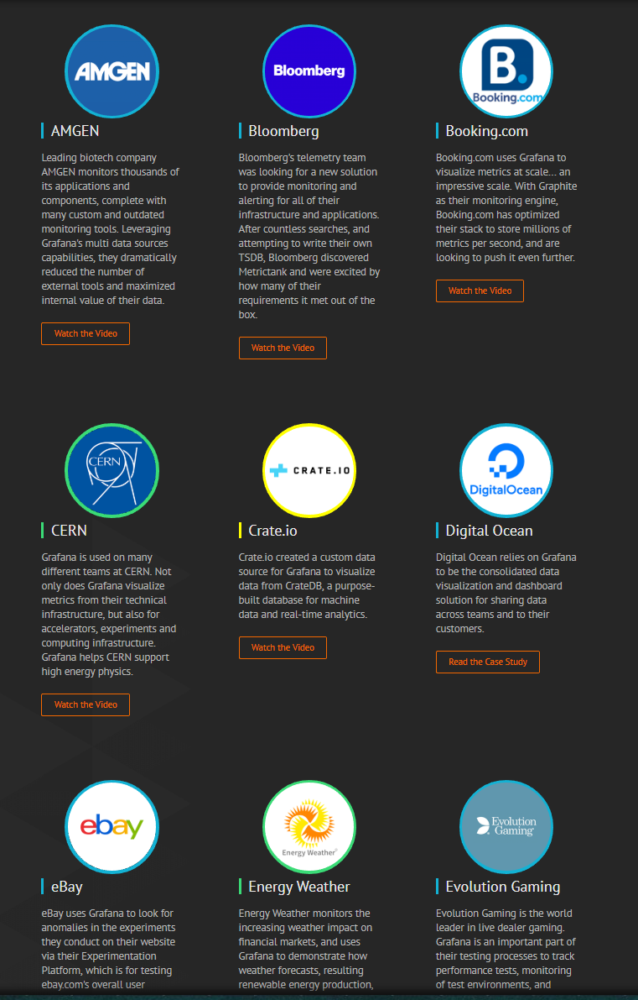 AMGEN
AMGEN
Leading biotech company
AMGEN monitors thousands of
its applications and
components, complete with
many custom and outdated
monitoring tools. Leveraging
Grafana's multi data sources
capabilities, they dramatically
reduced the number of
external tools and maximized
internal value of their data.
Watch the Video
Bloomberg
Bloomberg
Bloomberg's telemetry team
was looking for a new solution
to provide monitoring and
alerting for all of their
infrastructure and applications.
After countless searches, and
attempting to write their own
TSDB, Bloomberg discovered
Metrictank and were excited by
how many of their
requirements it met out of the
box.
Watch the Video
B.
Booking.com
Booking.com
Booking.com uses Grafana to
visualize metrics at scale... an
impressive scale. With Graphite
as their monitoring engine,
Booking.com has optimized
their stack to store millions of
metrics per second, and are
looking to push it even further.
Watch the Video
CERN
CERN
Grafana is used on many
different teams at CERN. Not
only does Grafana visualize
metrics from their technical
infrastructure, but also for
accelerators, experiments and
computing infrastructure.
Grafana helps CERN support
high energy physics.
Watch the Video
CRATE.IO
Crate.io
Crate.io created a custom data
source for Grafana to visualize
data from CrateDB, a purpose-
built database for machine
data and real-time analytics.
Watch the Video
DigitalOcean
Digital Ocean
Digital Ocean relies on Grafana
to be the consolidated data
visualization and dashboard
solution for sharing data
across teams and to their
customers.
Read the Case Study
ebay
eBay
eBay uses Grafana to look for
anomalies in the experiments
they conduct on their website
via their Experimentation
Platform, which is for testing
ebay.com's overall user
Energy Weather®
Energy Weather
Energy Weather monitors the
increasing weather impact on
financial markets, and uses
Grafana to demonstrate how
weather forecasts, resulting
renewable energy production,
Evolution
Gaming
Evolution Gaming
Evolution Gaming is the world
leader in live dealer gaming.
Grafana is an important part of
their testing processes to track
performance tests, monitoring
of test environments, and